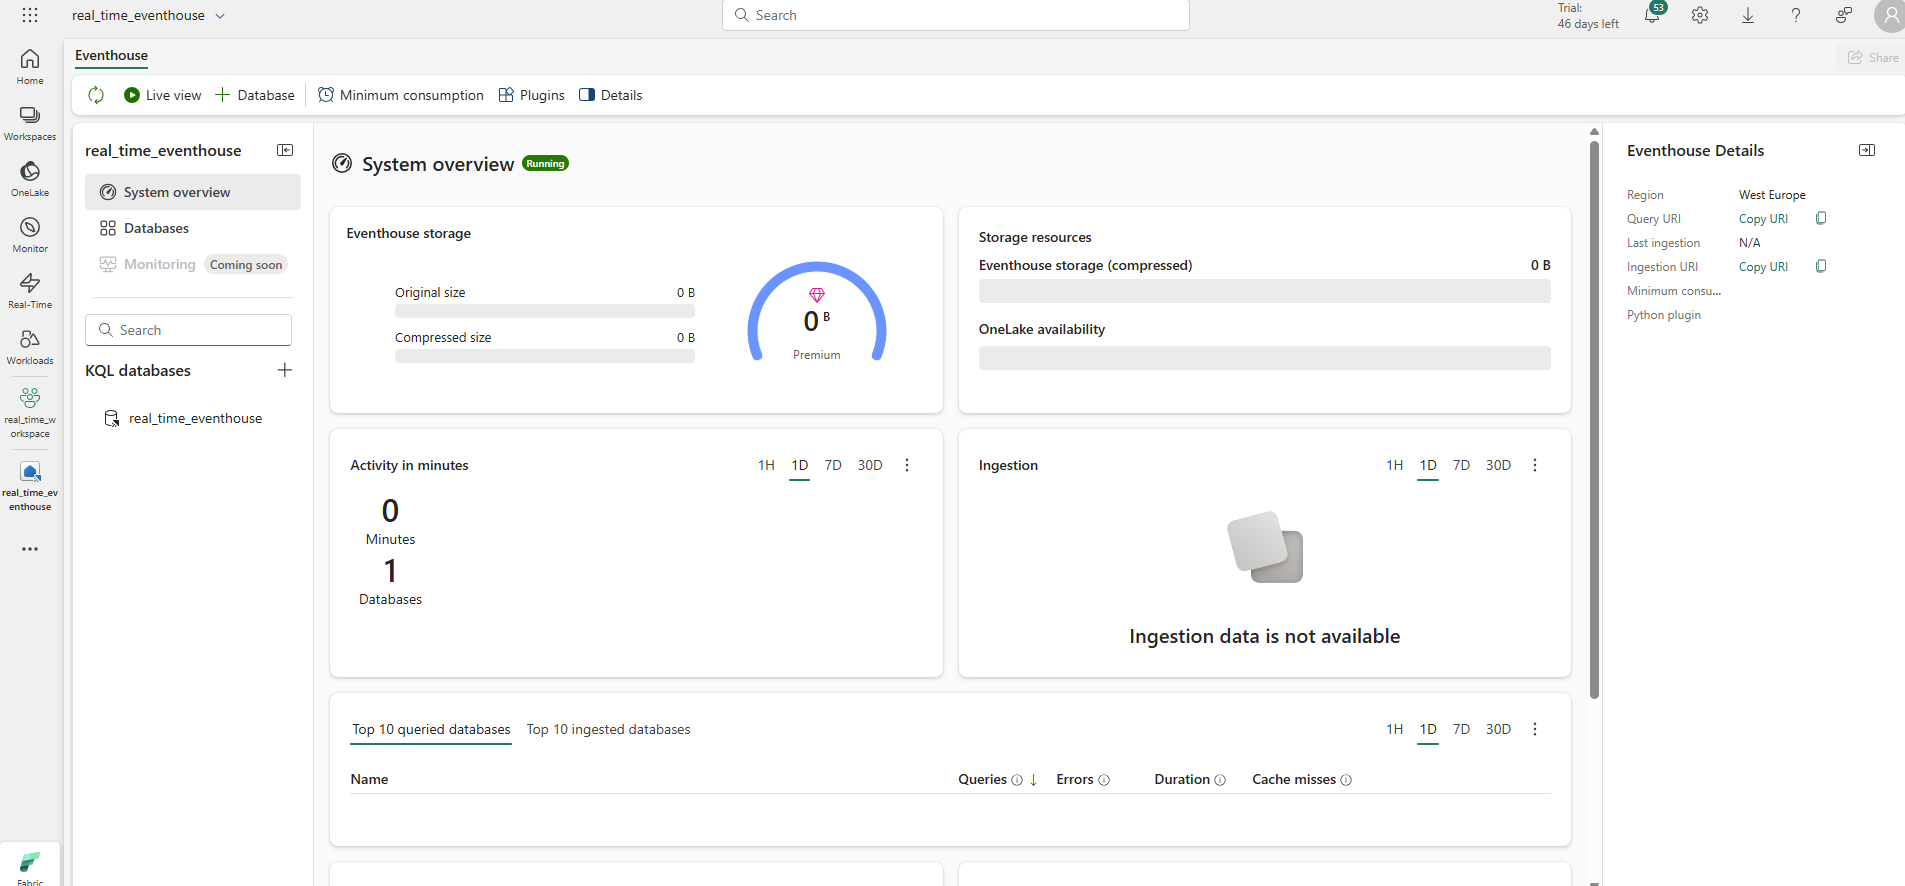 real_time_eventhouse
Search
Trial:
46 days left
53
Home
Workspaces
OneLake
Monitor
Real-Time
Workloads
real_time_w
orkspace
real_time_ev
enthouse
Fabric
Eventhouse
Share
Live view
Database
Minimum consumption
Plugins
Details
real_time_eventhouse
System overview
Databases
Monitoring
Coming soon
Search
KQL databases
real_time_eventhouse
System overview Running
Eventhouse storage
Original size 0 B
Compressed size 0 B
0 B
Premium
Storage resources
Eventhouse storage (compressed) 0 B
OneLake availability
Activity in minutes 1H 1D 7D 30D
0
Minutes
1
Databases
Ingestion 1H 1D 7D 30D
Ingestion data is not available
Top 10 queried databases Top 10 ingested databases 1H 1D 7D 30D
Name Queries Errors Duration Cache misses
Eventhouse Details
Region West Europe
Query URI Copy URI
Last ingestion N/A
Ingestion URI Copy URI
Minimum consu...
Python plugin